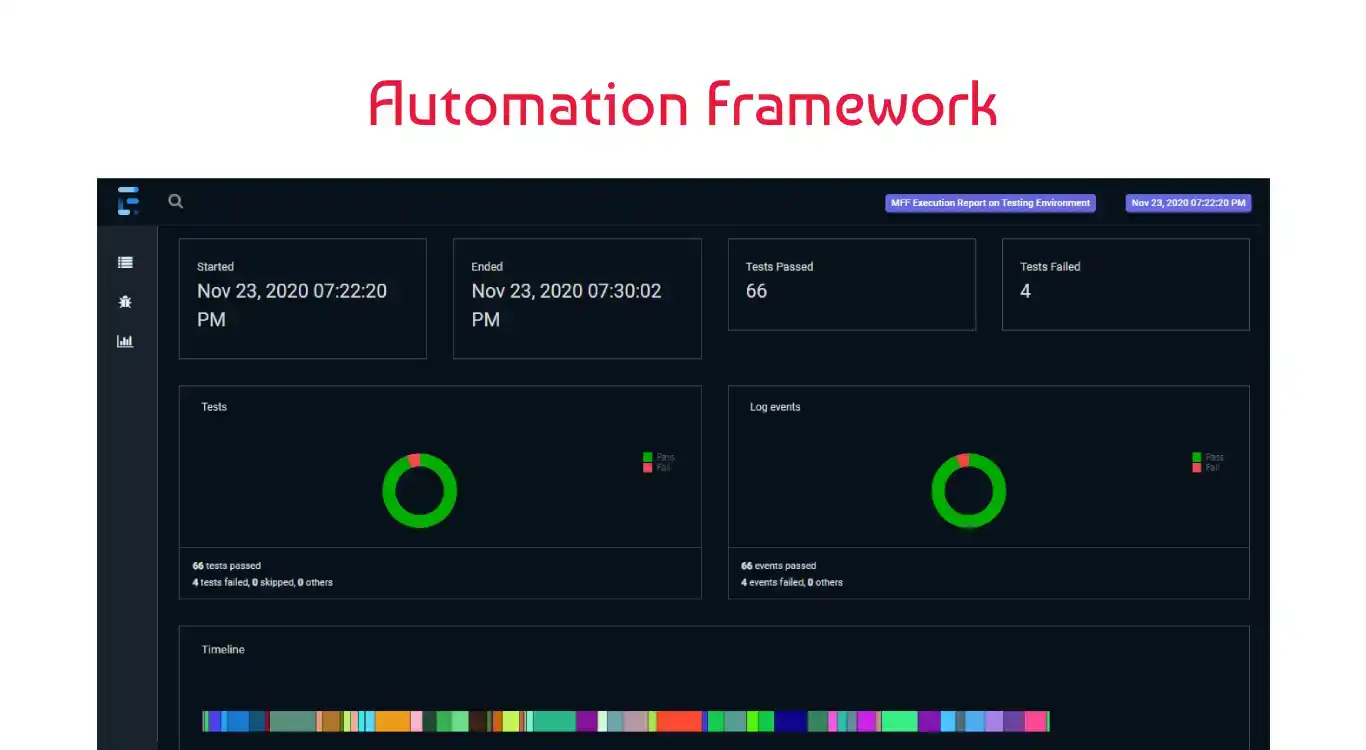 Automation Framework
MFF Execution Report on Testing Environment
Nov 23, 2020 07:22:20 PM
Started
Nov 23, 2020 07:22:20
PM
Ended
Nov 23, 2020 07:30:02
PM
Tests Passed
66
Tests Failed
4
Tests
Pass
Fail
66 tests passed
4 tests failed, 0 skipped, 0 others
Log events
Pass
Fail
66 events passed
4 events failed, 0 others
Timeline